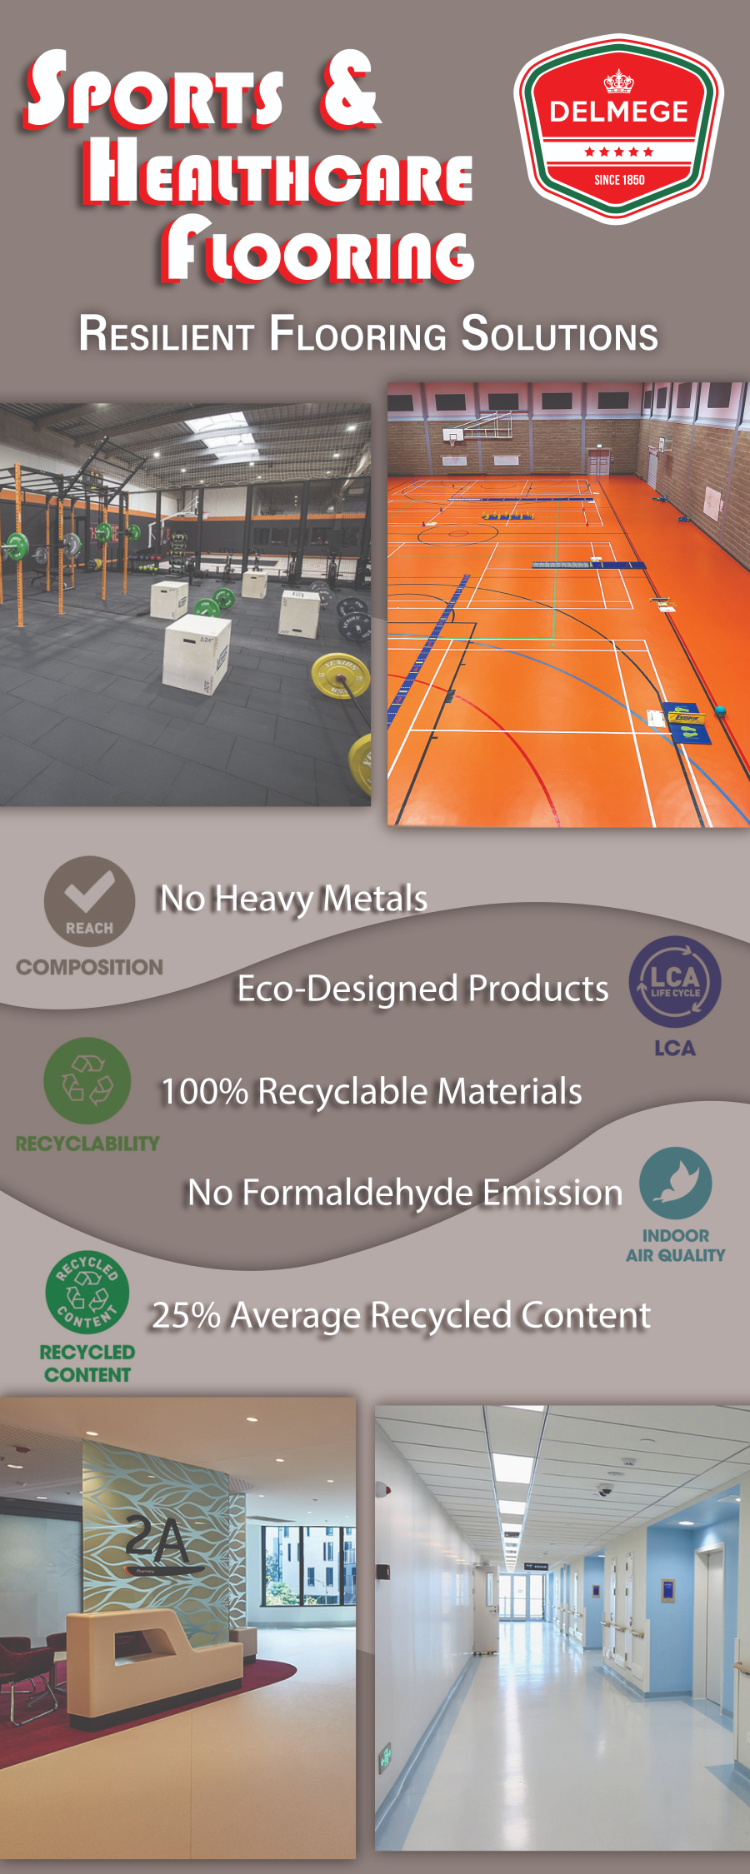 SPORTS &
HEALTHCARE
FLOORING
DELMEGE
SINCE 1850
RESILIENT FLOORING SOLUTIONS
REACH
COMPOSITION
No Heavy Metals
Eco-Designed Products
LCA
LIFE CYCLE
LCA
RECYCLABILITY
100% Recyclable Materials
No Formaldehyde Emission
INDOOR
AIR QUALITY
RECYCLED
CONTENT
RECYCLED
CONTENT
25% Average Recycled Content
2A
Pharmacy